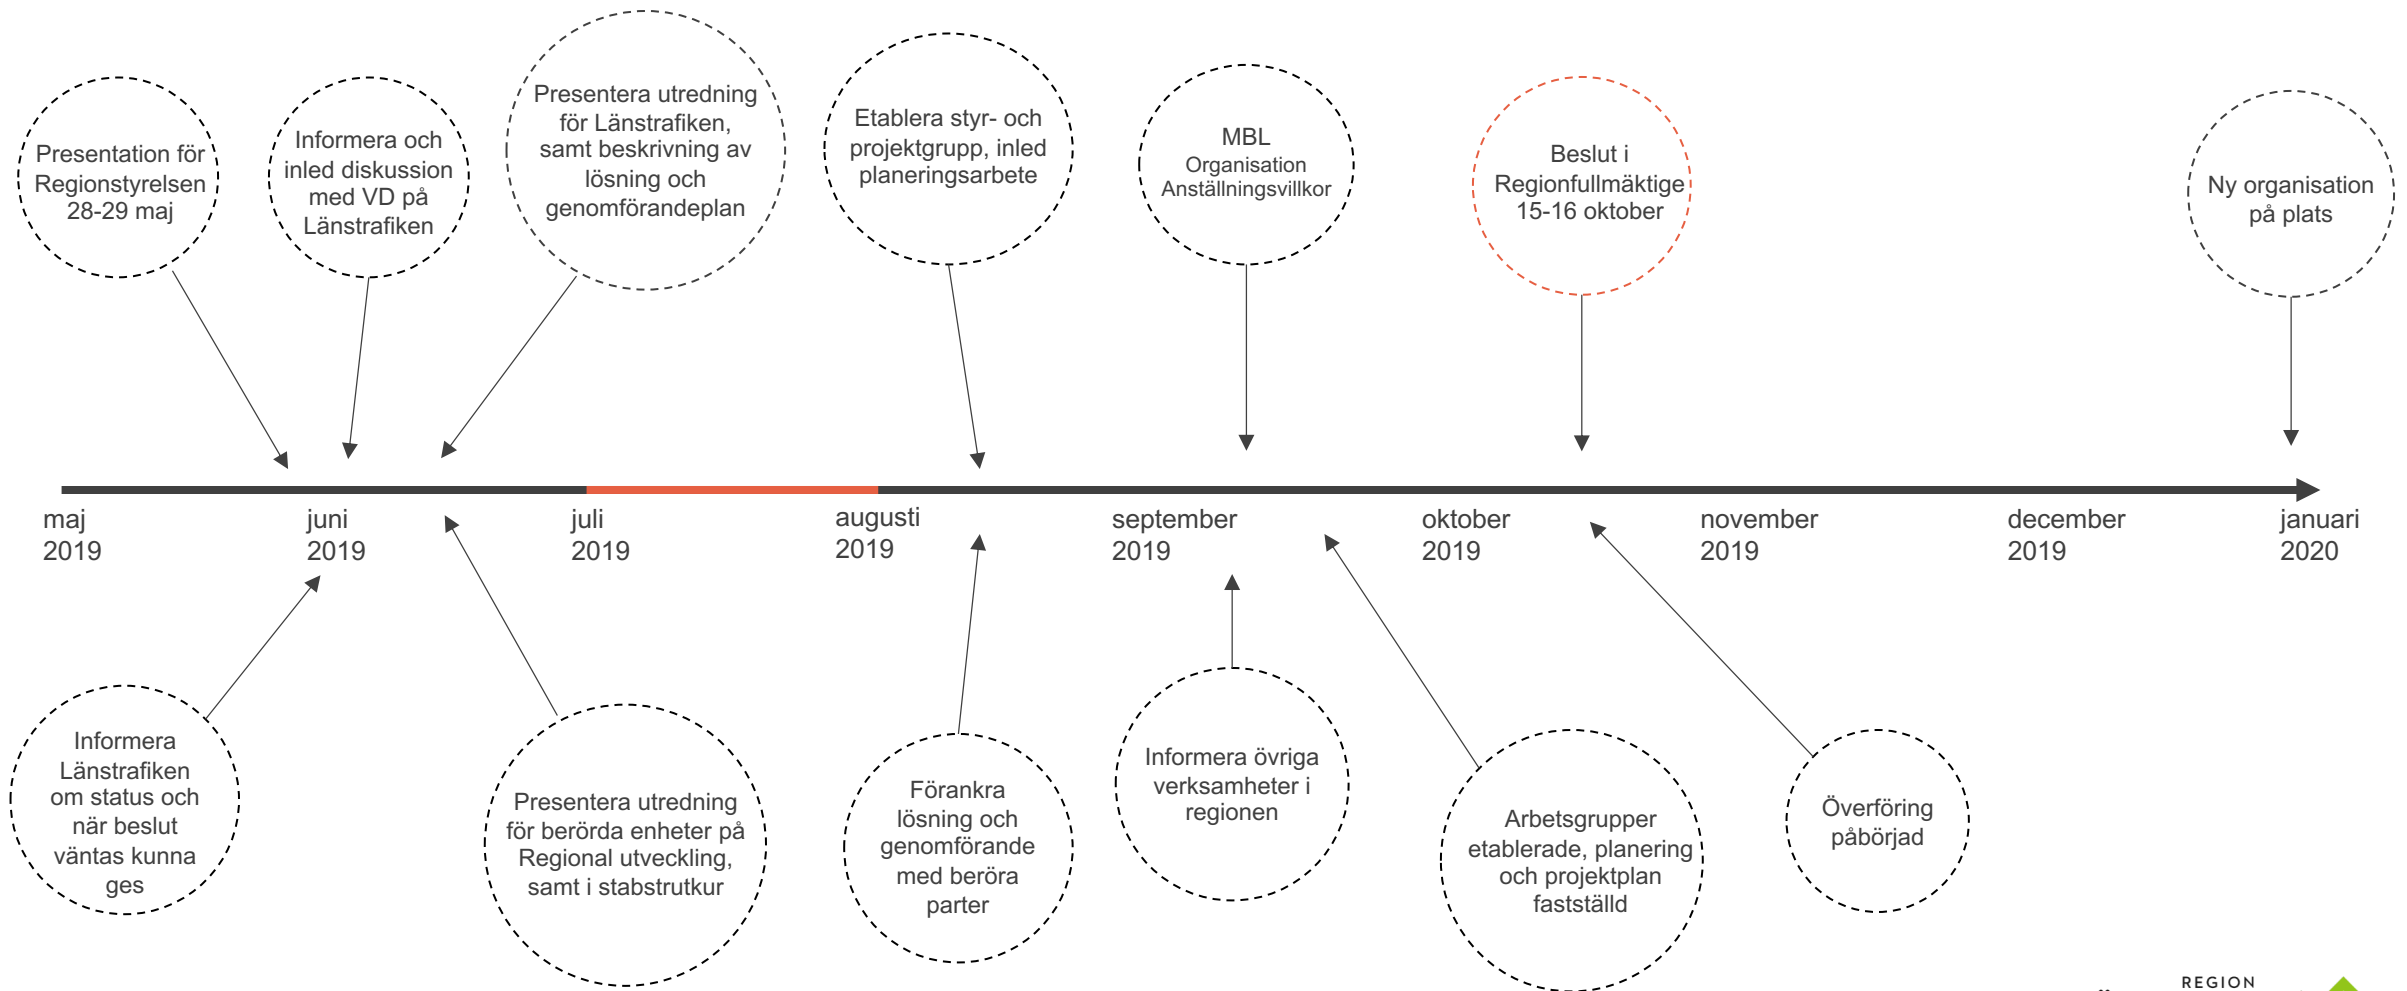 Presentation för
Regionstyrelsen
28-29 maj
Informera och
inled diskussion
med VD på
Länstrafiken
Presentera utredning
för Länstrafiken,
samt beskrivning av
lösning och
genomförandeplan
Etablera styr- och
projektgrupp, inled
planeringsarbete
MBL
Organisation
Anställningsvillkor
Beslut i
Regionfullmäktige
15-16 oktober
Ny organisation
på plats
maj
2019
juni
2019
juli
2019
augusti
2019
september
2019
oktober
2019
november
2019
december
2019
januari
2020
Informera
Länstrafiken
om status och
när beslut
väntas kunna
ges
Presentera utredning
för berörda enheter på
Regional utveckling,
samt i stabstrutkur
Förankra
lösning och
genomförande
med beröra
parter
Informera övriga
verksamheter i
regionen
Arbetsgrupper
etablerade, planering
och projektplan
fastställd
Överföring
påbörjad
REGION